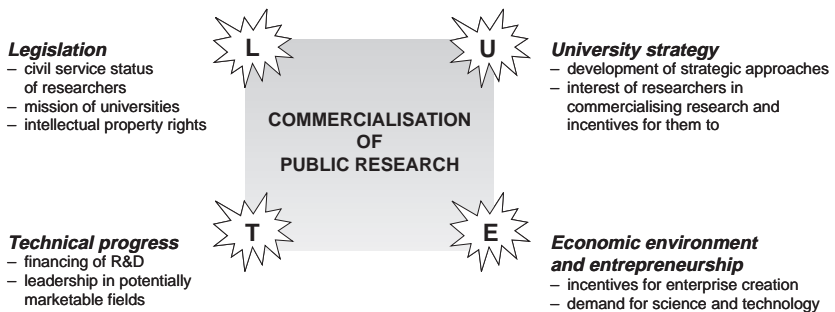 Legislation
– civil service status
of researchers
– mission of universities
– intellectual property rights
L
U
University strategy
– development of strategic approaches
– interest of researchers in
commercialising research and
incentives for them to
COMMERCIALISATION
OF
PUBLIC RESEARCH
Technical progress
– financing of R&D
– leadership in potentially
marketable fields
T
E
Economic environment
and entrepreneurship
– incentives for enterprise creation
– demand for science and technology